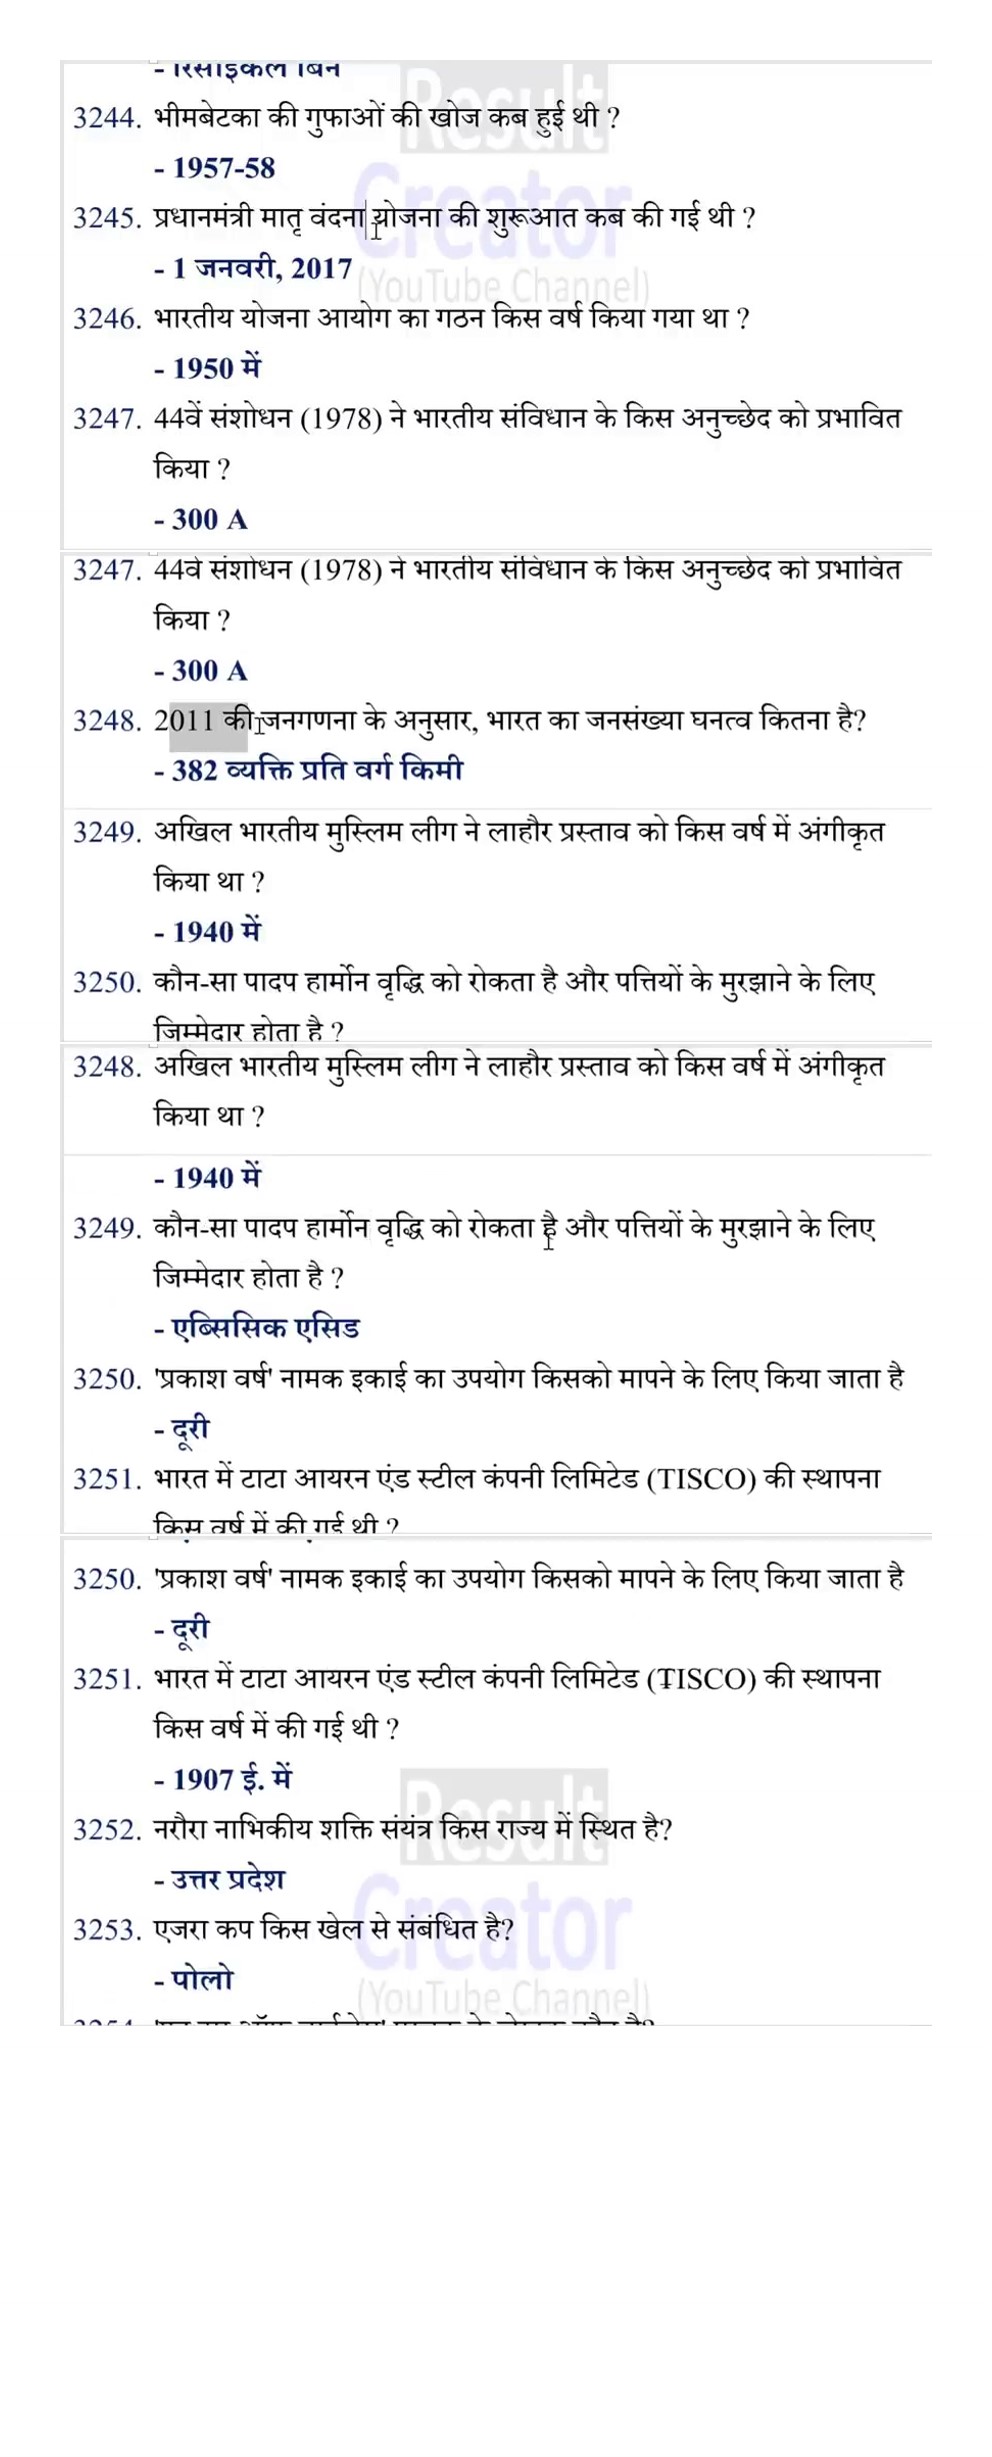 - रिसाइकल बिन
3244. भीमबेटका की गुफाओं की खोज कब हुई थी ?
- 1957-58
3245. प्रधानमंत्री मातृ वंदना योजना की शुरूआत कब की गई थी ?
- 1 जनवरी, 2017
3246. भारतीय योजना आयोग का गठन किस वर्ष किया गया था ?
- 1950 में
3247. 44वें संशोधन (1978) ने भारतीय संविधान के किस अनुच्छेद को प्रभावित
किया ?
- 300 A
3247. 44वें संशोधन (1978) ने भारतीय संविधान के किस अनुच्छेद को प्रभावित
किया ?
- 300 A
3248. 2011 की जनगणना के अनुसार, भारत का जनसंख्या घनत्व कितना है?
- 382 व्यक्ति प्रति वर्ग किमी
3249. अखिल भारतीय मुस्लिम लीग ने लाहौर प्रस्ताव को किस वर्ष में अंगीकृत
किया था ?
- 1940 में
3250. कौन-सा पादप हार्मोन वृद्धि को रोकता है और पत्तियों के मुरझाने के लिए
जिम्मेदार होता है ?
3248. अखिल भारतीय मुस्लिम लीग ने लाहौर प्रस्ताव को किस वर्ष में अंगीकृत
किया था ?
- 1940 में
3249. कौन-सा पादप हार्मोन वृद्धि को रोकता है और पत्तियों के मुरझाने के लिए
जिम्मेदार होता है ?
- एब्सिसिक एसिड
3250. 'प्रकाश वर्ष' नामक इकाई का उपयोग किसको मापने के लिए किया जाता है
- दूरी
3251. भारत में टाटा आयरन एंड स्टील कंपनी लिमिटेड (TISCO) की स्थापना
किस वर्ष में की गई थी ?
3250. 'प्रकाश वर्ष' नामक इकाई का उपयोग किसको मापने के लिए किया जाता है
- दूरी
3251. भारत में टाटा आयरन एंड स्टील कंपनी लिमिटेड (TISCO) की स्थापना
किस वर्ष में की गई थी ?
- 1907 ई. में
3252. नरौरा नाभिकीय शक्ति संयंत्र किस राज्य में स्थित है?
- उत्तर प्रदेश
3253. एजरा कप किस खेल से संबंधित है?
- पोलो
Result
Creator
(YouTube Channel)
Result
Creator
(YouTube Channel)